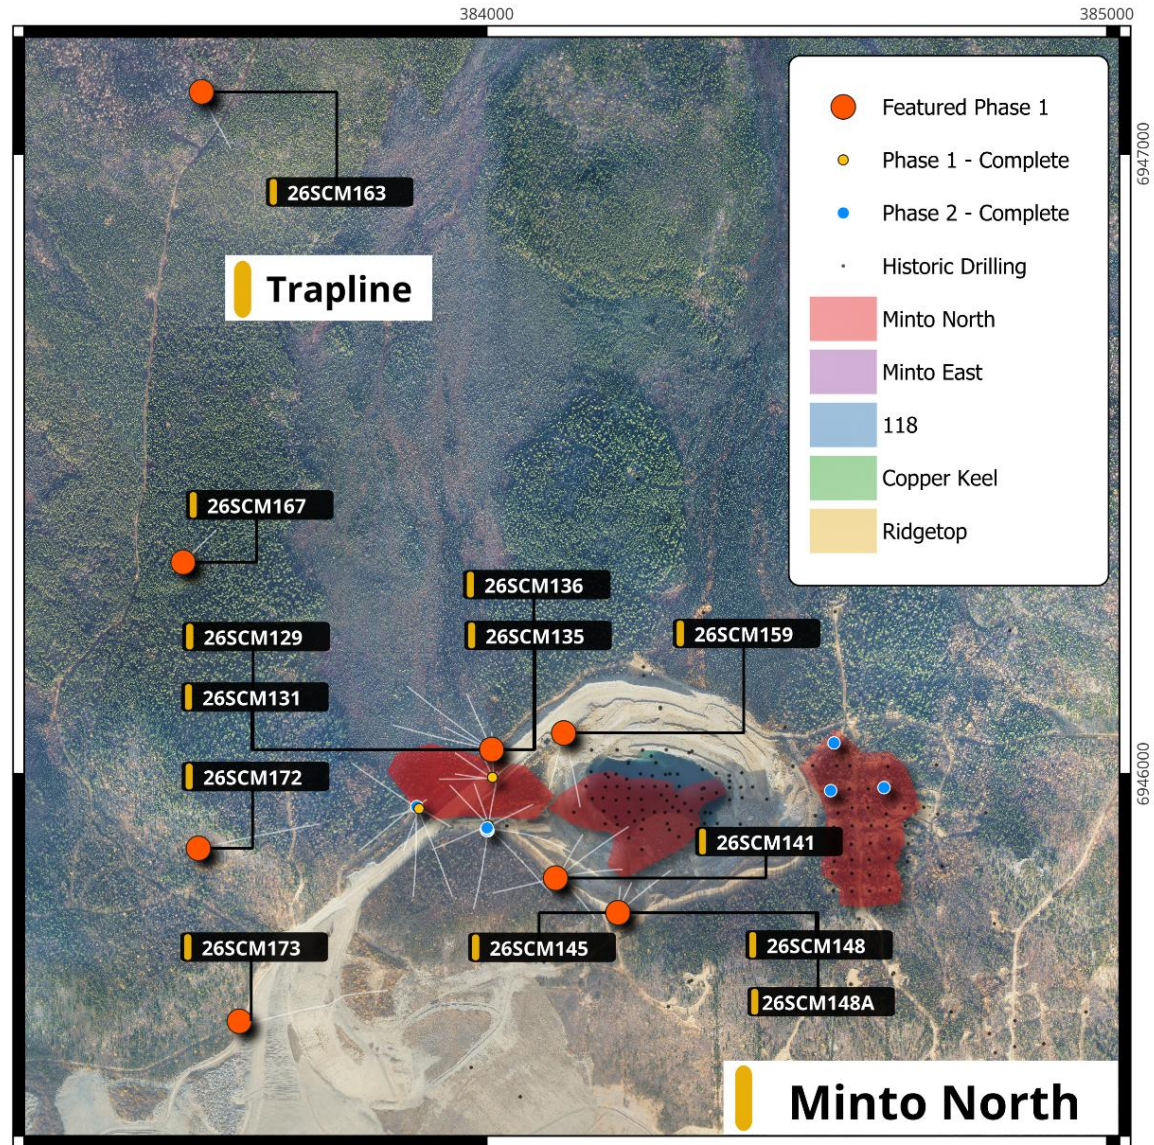 384000
385000
Featured Phase 1
Phase 1 - Complete
Phase 2 - Complete
Historic Drilling
Minto North
Minto East
118
Copper Keel
Ridgetop
6947000
26SCM163
Trapline
26SCM167
26SCM136
26SCM129
26SCM135
26SCM159
26SCM131
26SCM172
6946000
26SCM141
26SCM173
26SCM145
26SCM148
26SCM148A
Minto North